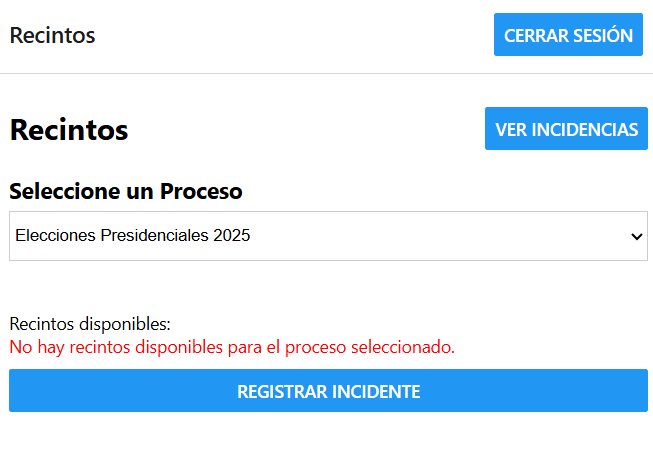 Recintos
CERRAR SESIÓN
Recintos
VER INCIDENCIAS
Seleccione un Proceso
Elecciones Presidenciales 2025
Recintos disponibles:
No hay recintos disponibles para el proceso seleccionado.
REGISTRAR INCIDENTE